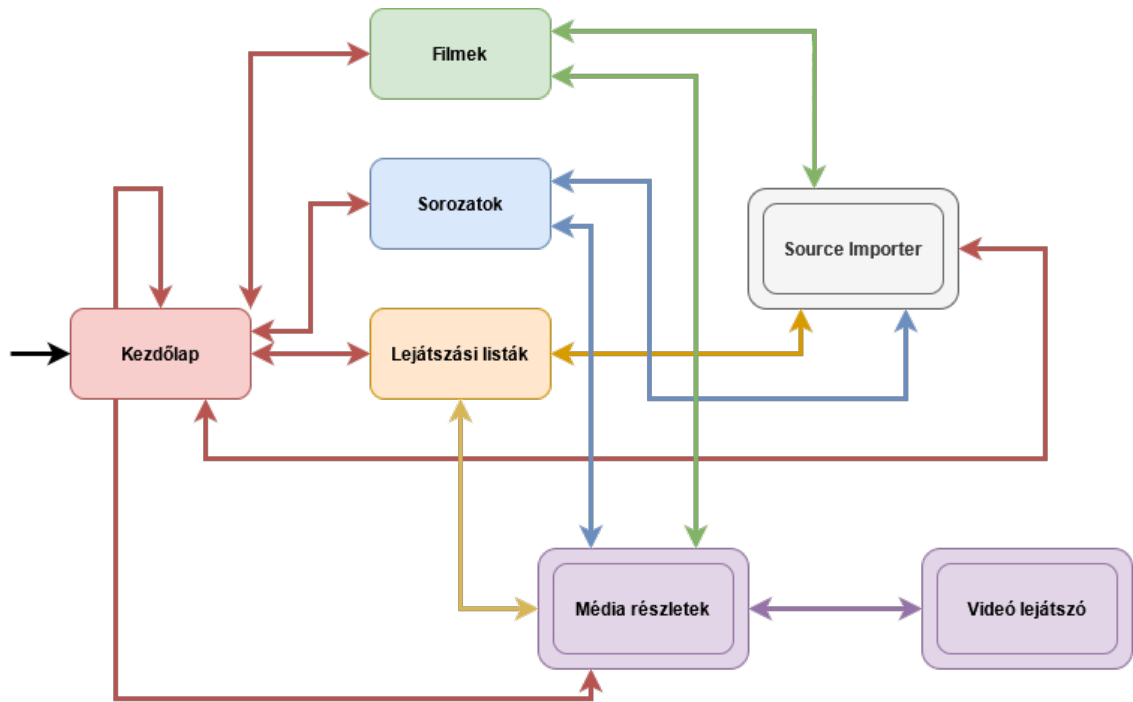 Filmek
Sorozatok
Source Importer
Kezdőlap
Lejátszási listák
Média részletek
Videó lejátszó